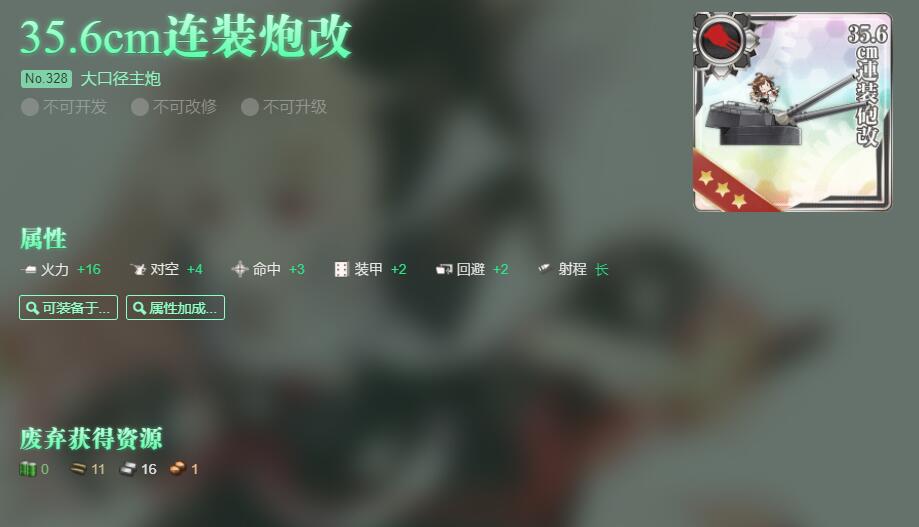 35.6cm连装炮改
No.328 大口径主炮
不可开发 不可改修 不可升级
35.6cm連装砲改
属性
火力 +16 对空 +4 命中 +3 装甲 +2 回避 +2 射程 长
可装备于... 属性加成...
废弃获得资源
0 11 16 1